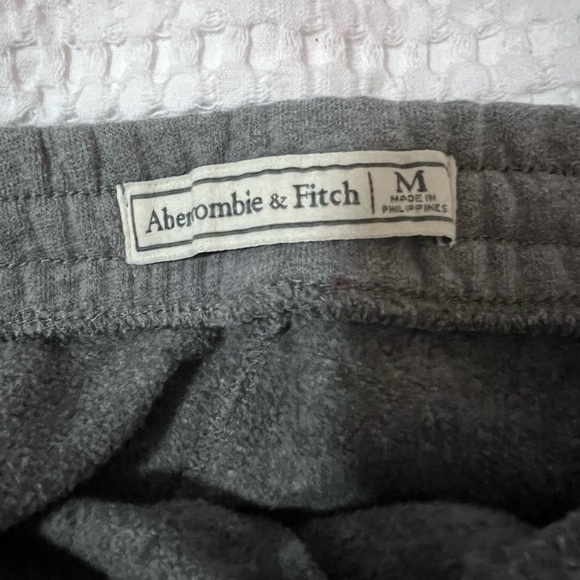 Abercrombie & Fitch
M
MADE IN
PHILIPPINES